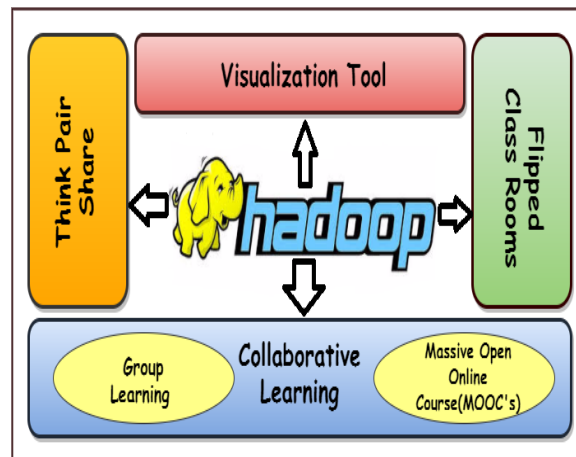 Visualization Tool
Think Pair
Share
hadoop
Flipped
Class Rooms
Group
Learning
Collaborative
Learning
Massive Open
Online
Course(MOOC's)